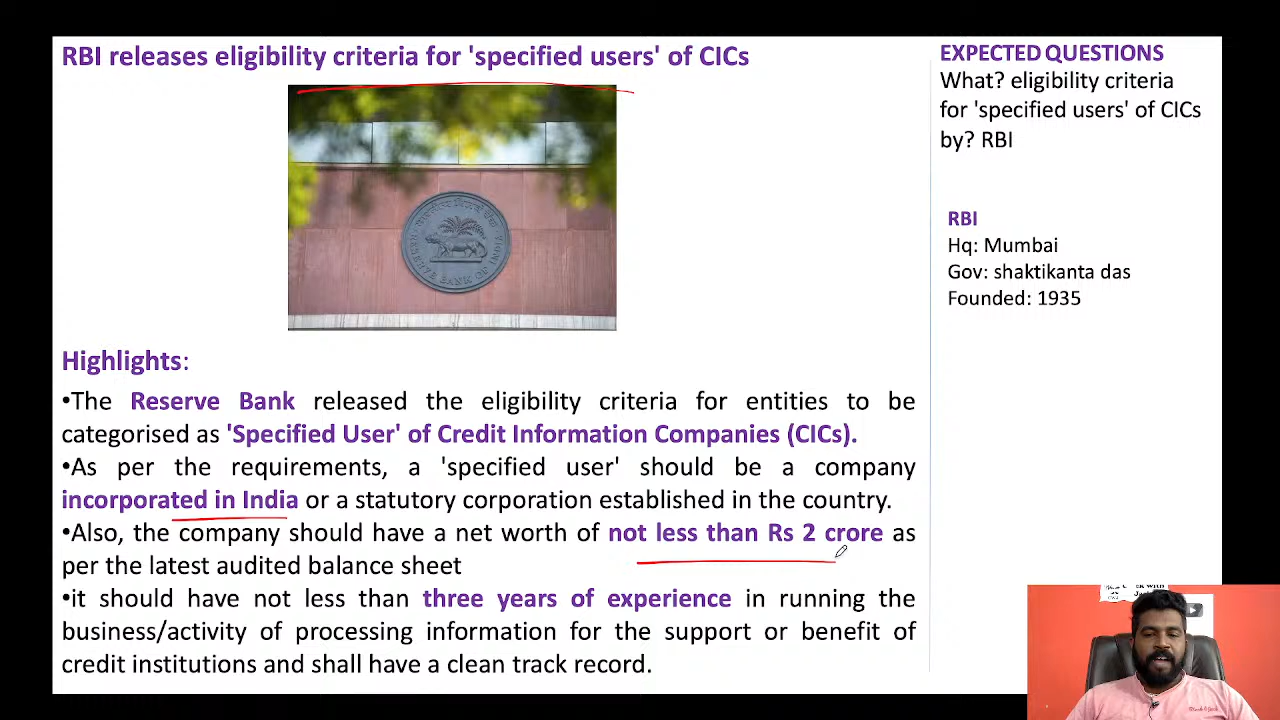 RBI releases eligibility criteria for 'specified users' of CICs
RESERVE BANK OF INDIA
Highlights:
•The Reserve Bank released the eligibility criteria for entities to be
categorised as 'Specified User' of Credit Information Companies (CICs).
•As per the requirements, a 'specified user' should be a company
incorporated in India or a statutory corporation established in the country.
•Also, the company should have a net worth of not less than Rs 2 crore as
per the latest audited balance sheet
•it should have not less than three years of experience in running the
business/activity of processing information for the support or benefit of
credit institutions and shall have a clean track record.
EXPECTED QUESTIONS
What? eligibility criteria
for 'specified users' of CICs
by? RBI
RBI
Hq: Mumbai
Gov: shaktikanta das
Founded: 1935